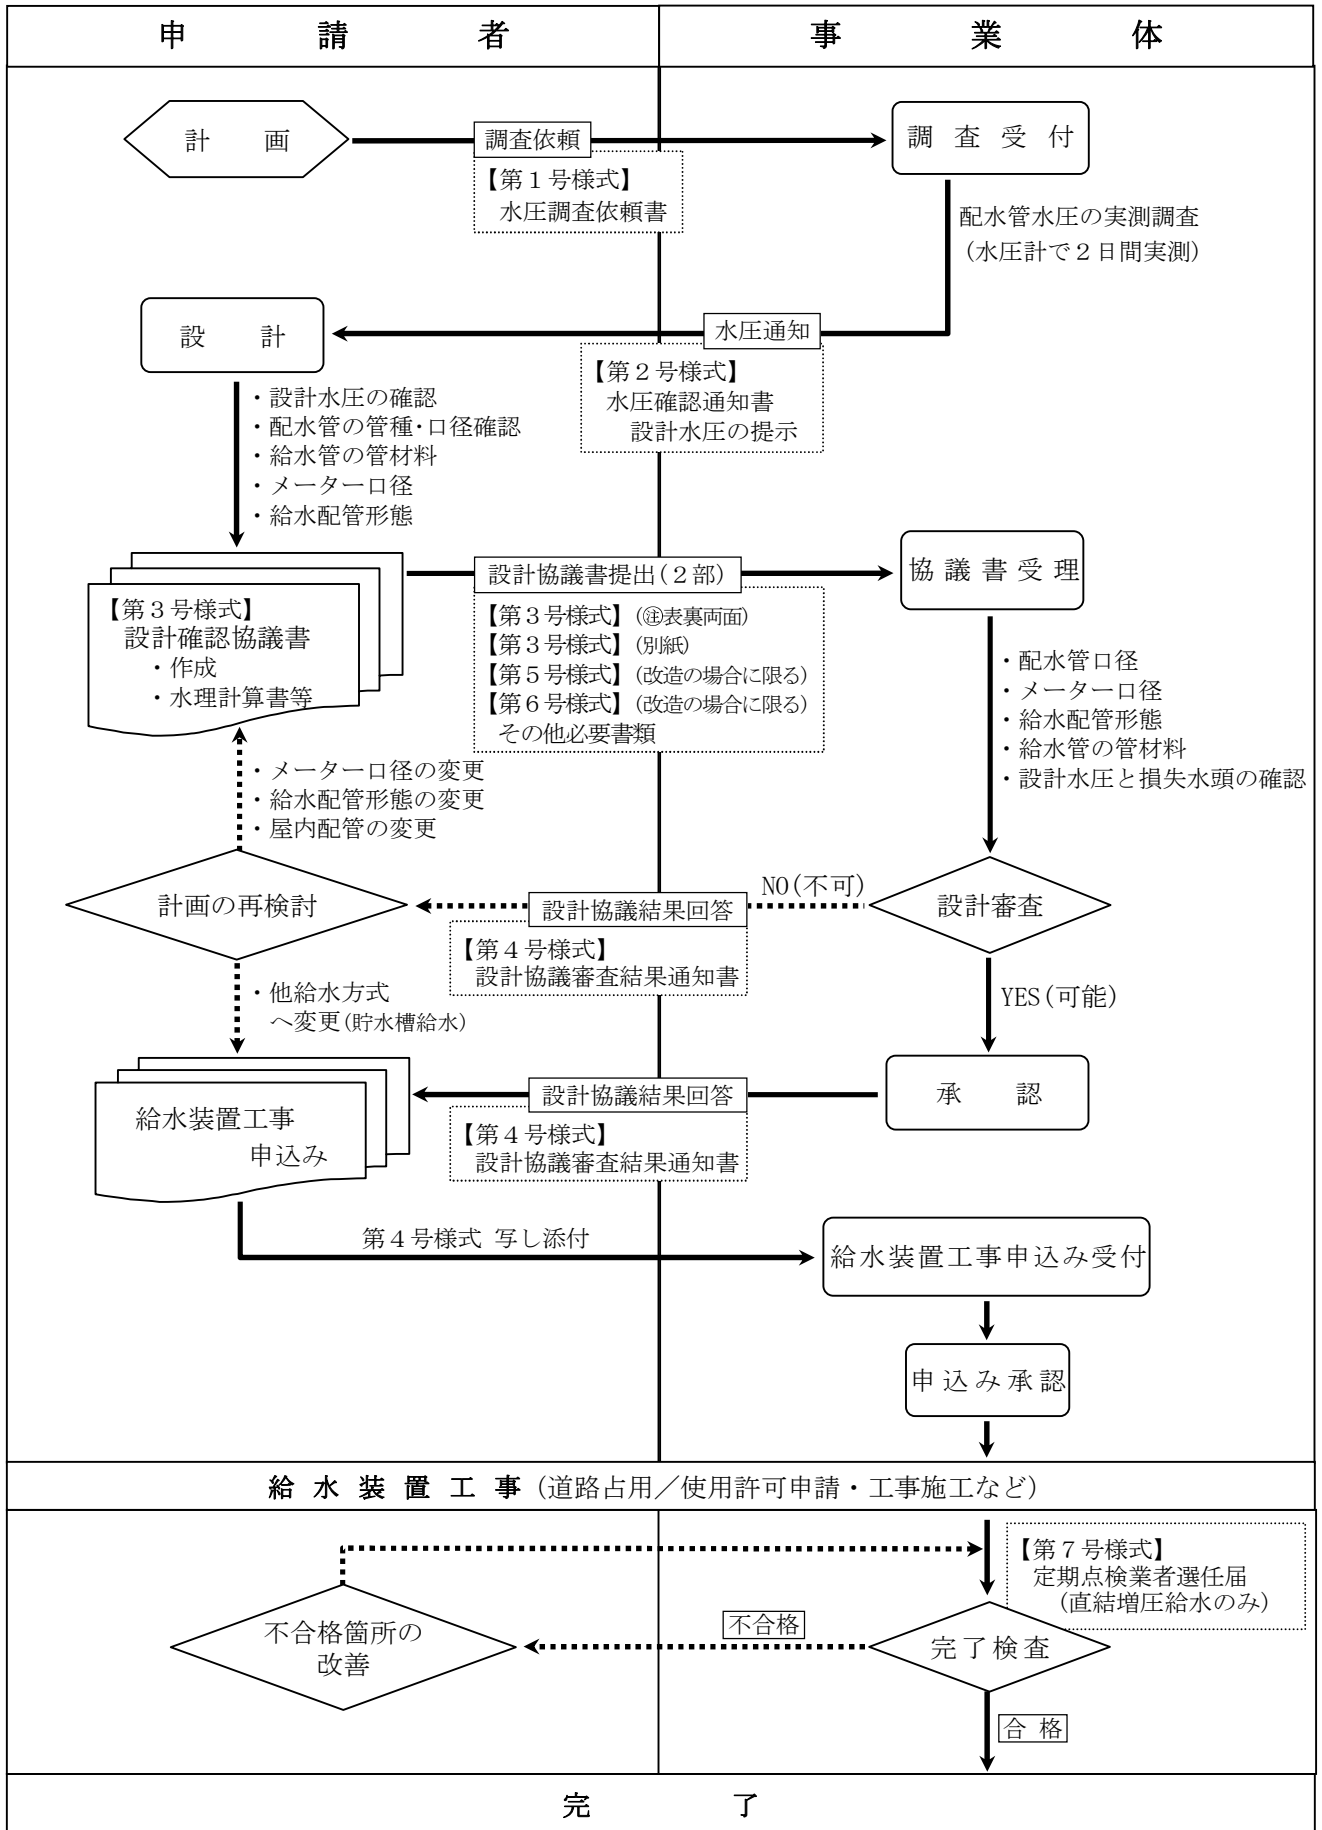 申請者
事業体
計画
調査依頼
調査受付
【第１号様式】
水圧調査依頼書
配水管水圧の実測調査
(水圧計で２日間実測)
設計
水圧通知
【第２号様式】
水圧確認通知書
設計水圧の提示
・設計水圧の確認
・配水管の管種・口径確認
・給水管の管材料
・メーター口径
・給水配管形態
【第３号様式】
設計確認協議書
・作成
・水理計算書等
設計協議書提出(２部)
協議書受理
【第３号様式】(㊟表裏両面)
【第３号様式】(別紙)
【第５号様式】(改造の場合に限る)
【第６号様式】(改造の場合に限る)
その他必要書類
・配水管口径
・メーター口径
・給水配管形態
・給水管の管材料
・設計水圧と損失水頭の確認
・メーター口径の変更
・給水配管形態の変更
・屋内配管の変更
計画の再検討
設計協議結果回答
NO(不可)
設計審査
【第４号様式】
設計協議審査結果通知書
・他給水方式
へ変更(貯水槽給水)
YES(可能)
給水装置工事
申込み
設計協議結果回答
承認
【第４号様式】
設計協議審査結果通知書
第４号様式 写し添付
給水装置工事申込み受付
申込み承認
給水装置工事(道路占用／使用許可申請・工事施工など)
【第７号様式】
定期点検業者選任届
(直結増圧給水のみ)
不合格箇所の
改善
不合格
完了検査
合格
完了